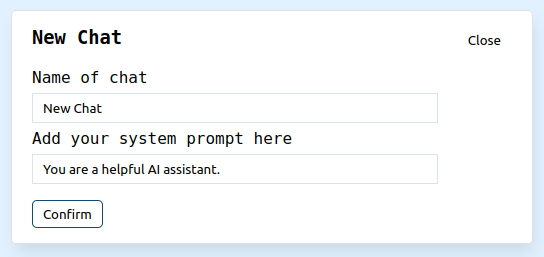 New Chat
Close
Name of chat
New Chat
Add your system prompt here
You are a helpful AI assistant.
Confirm